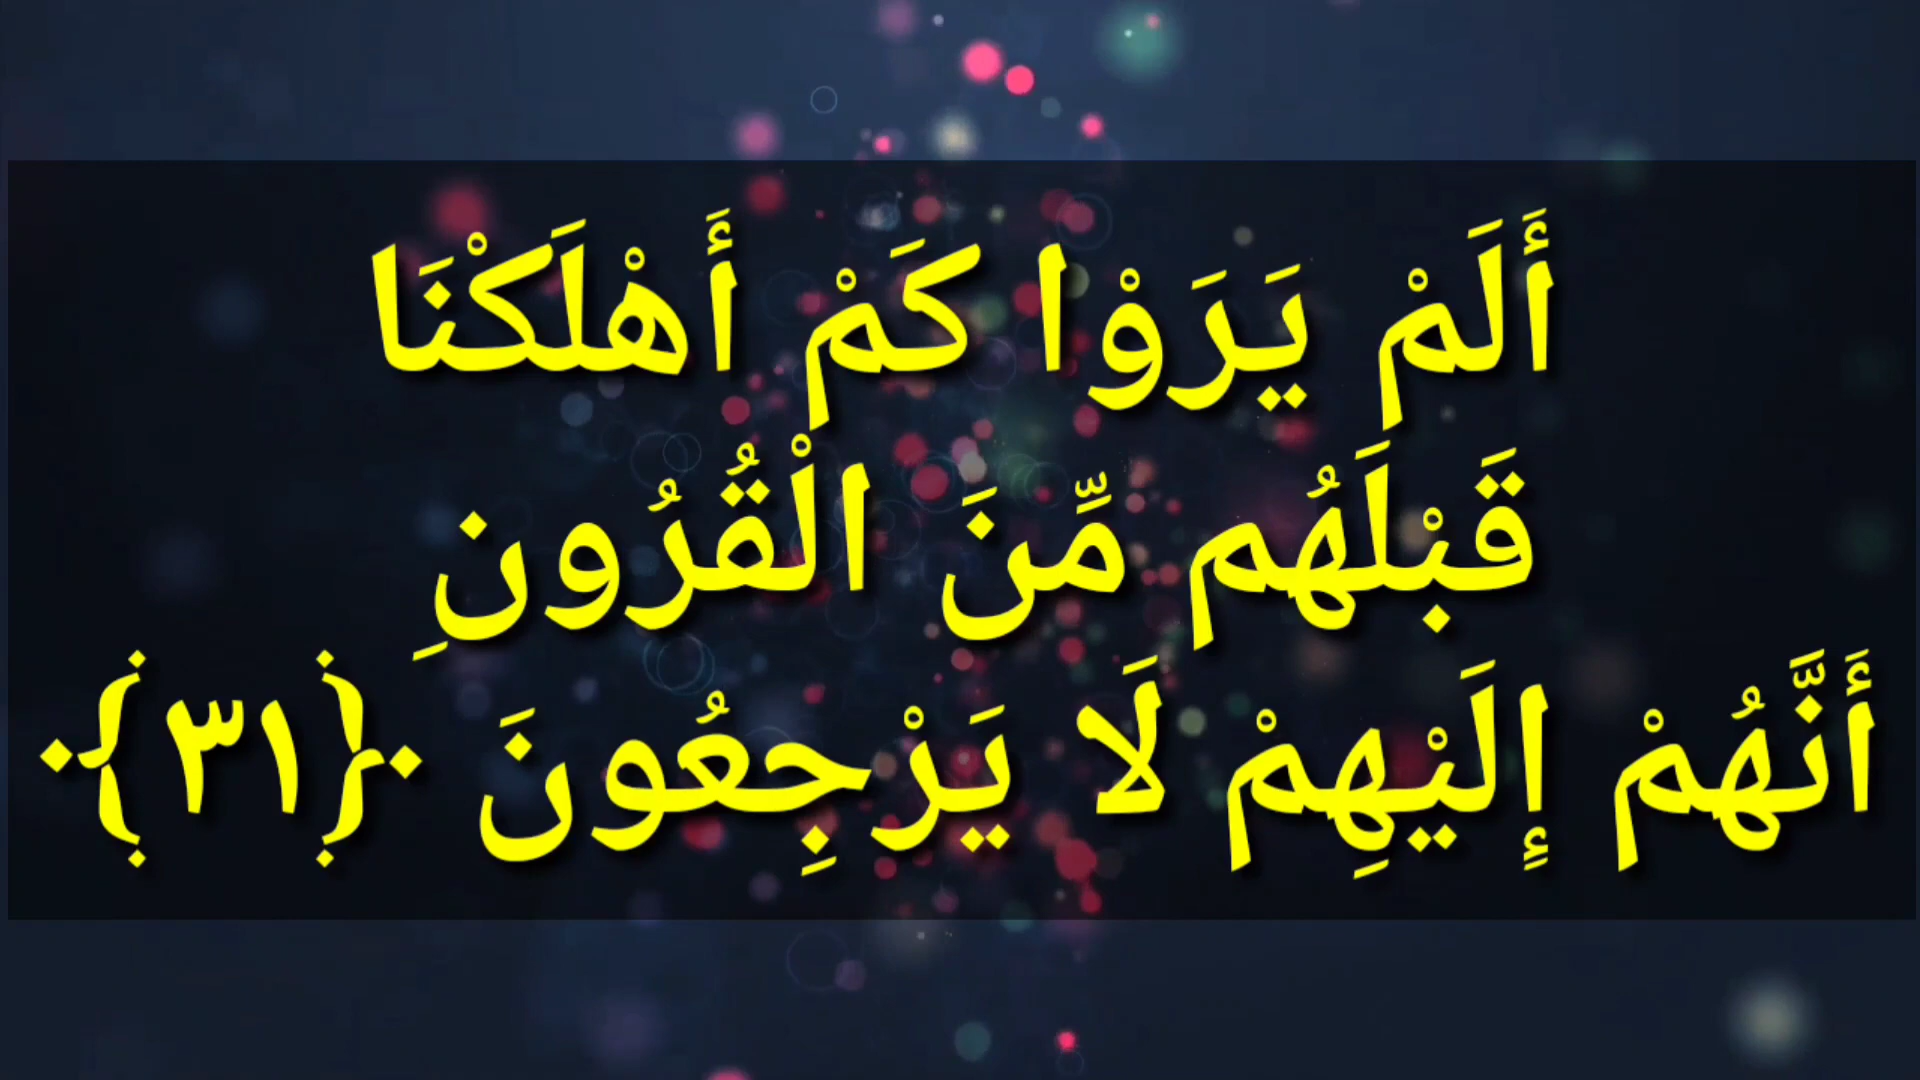 أَلَمْ يَرَوْا كَمْ أَهْلَكْنَا
قَبْلَهُم مِّنَ الْقُرُونِ
أَنَّهُمْ إِلَيْهِمْ لَا يَرْجِعُونَ ﴿٣١﴾